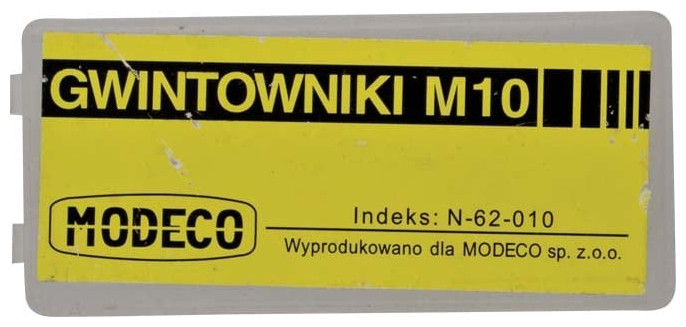 GWINTOWNIKI M10
MODECO
Indeks: N-62-010
Wyprodukowano dla MODECO sp. z.o.o.